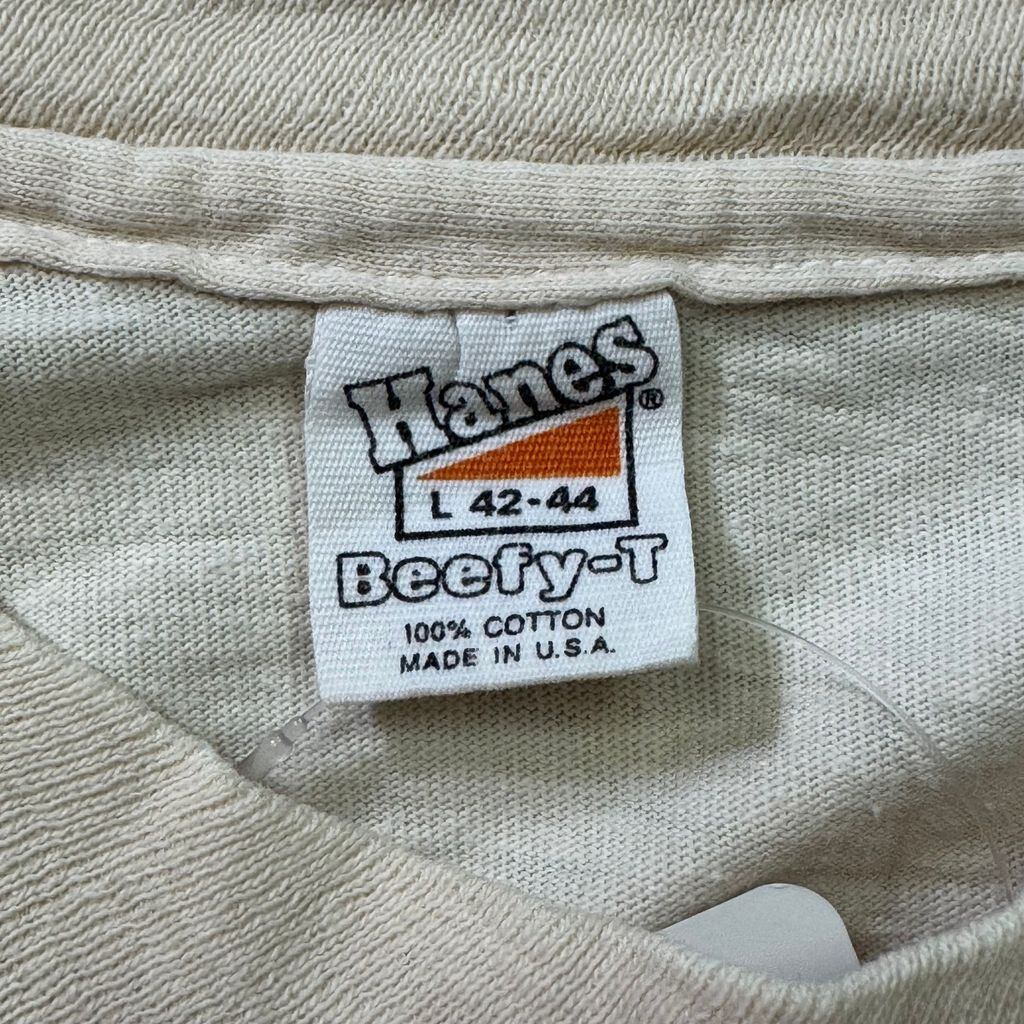 Hanes®
L 42-44
Beefy-T
100% COTTON
MADE IN U.S.A.